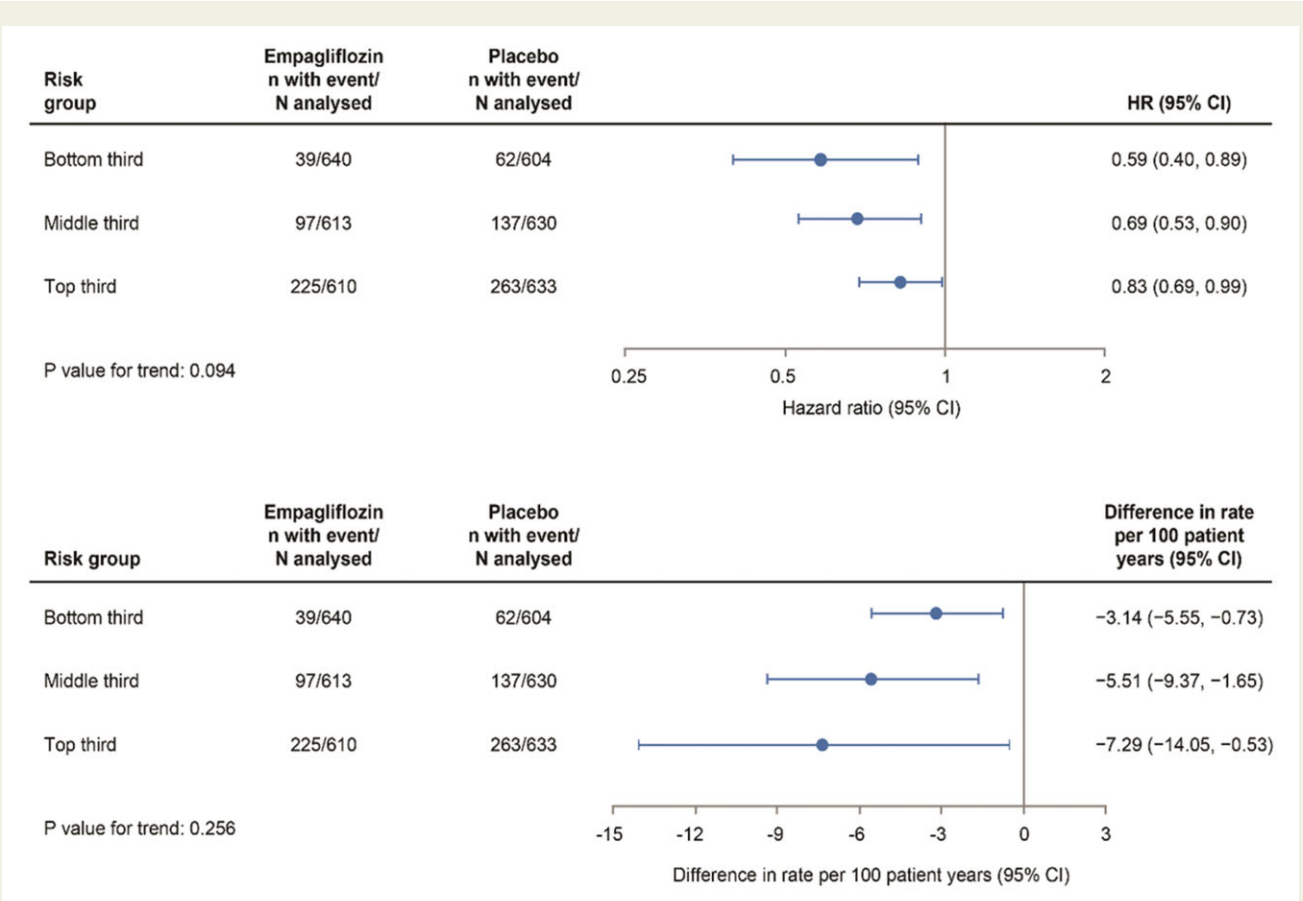 Risk group Empagliflozin n with event/ N analysed Placebo n with event/ N analysed HR (95% CI)
Bottom third 39/640 62/604 0.59 (0.40, 0.89)
Middle third 97/613 137/630 0.69 (0.53, 0.90)
Top third 225/610 263/633 0.83 (0.69, 0.99)
P value for trend: 0.094
0.25 0.5 1 2
Hazard ratio (95% CI)
Risk group Empagliflozin n with event/ N analysed Placebo n with event/ N analysed Difference in rate per 100 patient years (95% CI)
Bottom third 39/640 62/604 −3.14 (−5.55, −0.73)
Middle third 97/613 137/630 −5.51 (−9.37, −1.65)
Top third 225/610 263/633 −7.29 (−14.05, −0.53)
P value for trend: 0.256
-15 -12 -9 -6 -3 0 3
Difference in rate per 100 patient years (95% CI)